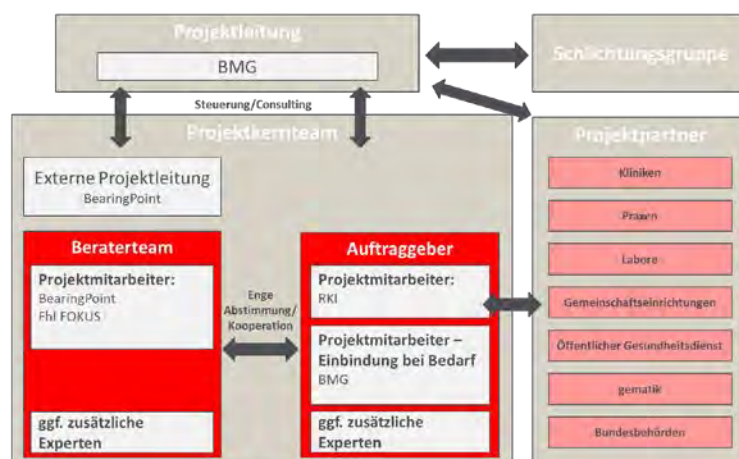 Projektleitung
BMG
Schlichtungsgruppe
Steuerung/Consulting
Projektkernteam
Externe Projektleitung
BearingPoint
Beraterteam
Projektmitarbeiter:
BearingPoint
FhI FOKUS
ggf. zusätzliche
Experten
Enge
Abstimmung/
Kooperation
Auftraggeber
Projektmitarbeiter:
RKI
Projektmitarbeiter –
Einbindung bei Bedarf
BMG
ggf. zusätzliche
Experten
Projektpartner
Kliniken
Praxen
Labore
Gemeinschaftseinrichtungen
Öffentlicher Gesundheitsdienst
gematik
Bundesbehörden